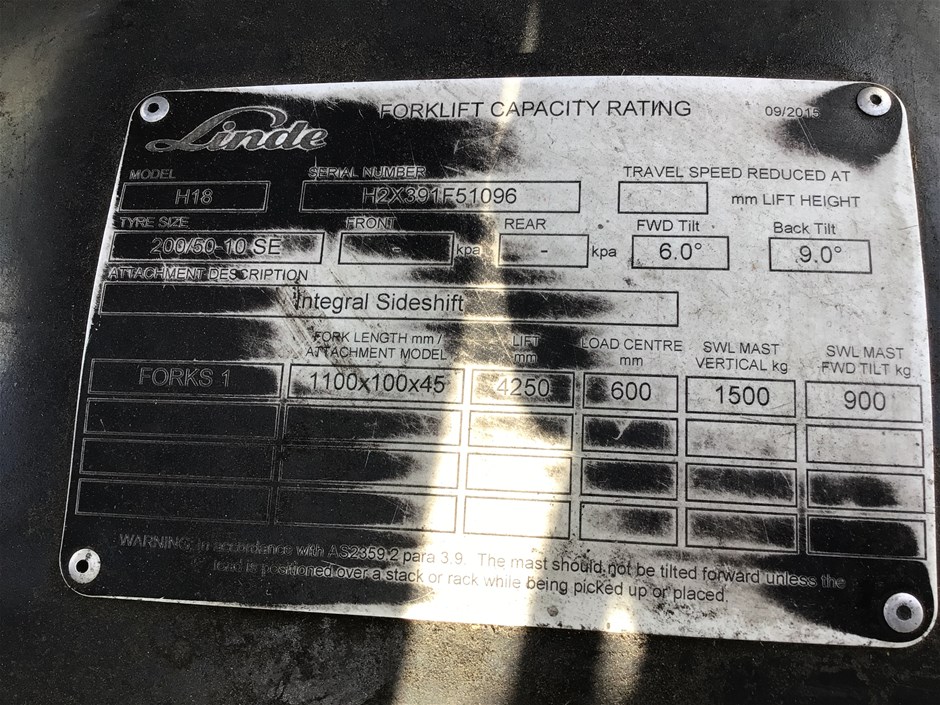 Linde
FORKLIFT CAPACITY RATING
09/2015
MODEL
SERIAL NUMBER
TRAVEL SPEED REDUCED AT
H18
H2X391F51096
mm LIFT HEIGHT
TYRE SIZE
FRONT
REAR
FWD Tilt
Back Tilt
200/50-10 SE
- kpa
- kpa
6.0°
9.0°
ATTACHMENT DESCRIPTION
Integral Sideshift
FORK LENGTH mm /
ATTACHMENT MODEL
LIFT
mm
LOAD CENTRE
mm
SWL MAST
VERTICAL kg
SWL MAST
FWD TILT kg
FORKS 1
1100x100x45
4250
600
1500
900
WARNING: In accordance with AS2359.2 para 3.9. The mast should not be tilted forward unless the
load is positioned over a stack or rack while being picked up or placed.